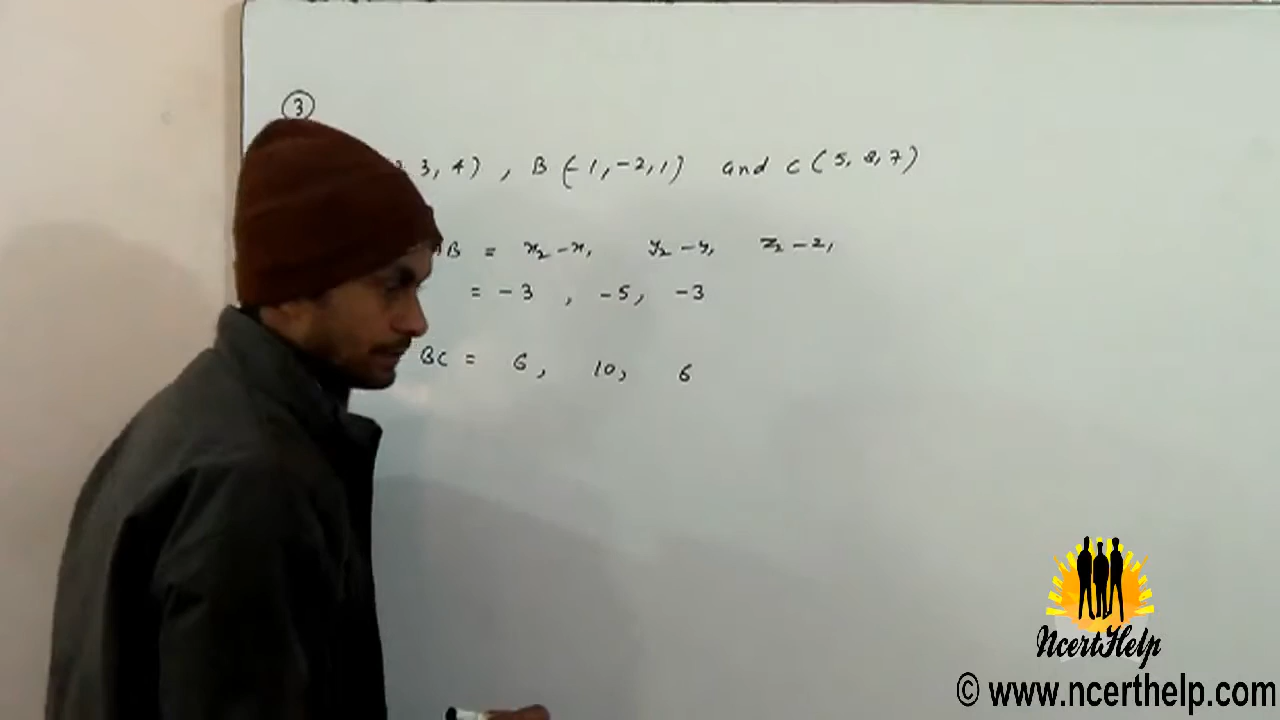 ③
3, 4) , B (-1, -2, 1) and C (5, 8, 7)
B = x₂ - x₁ y₂ - y₁ z₂ - z₁
= -3 , -5, -3
BC = 6, 10, 6
NcertHelp
© www.ncerthelp.com